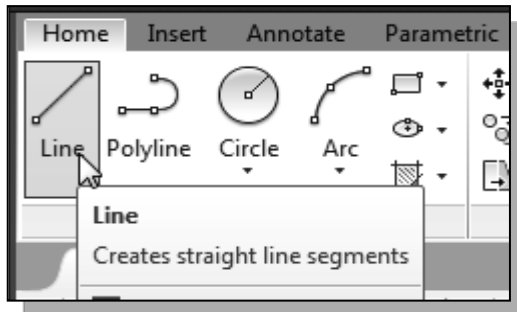 Home Insert Annotate Parametric
Line Polyline Circle Arc
Line
Creates straight line segments